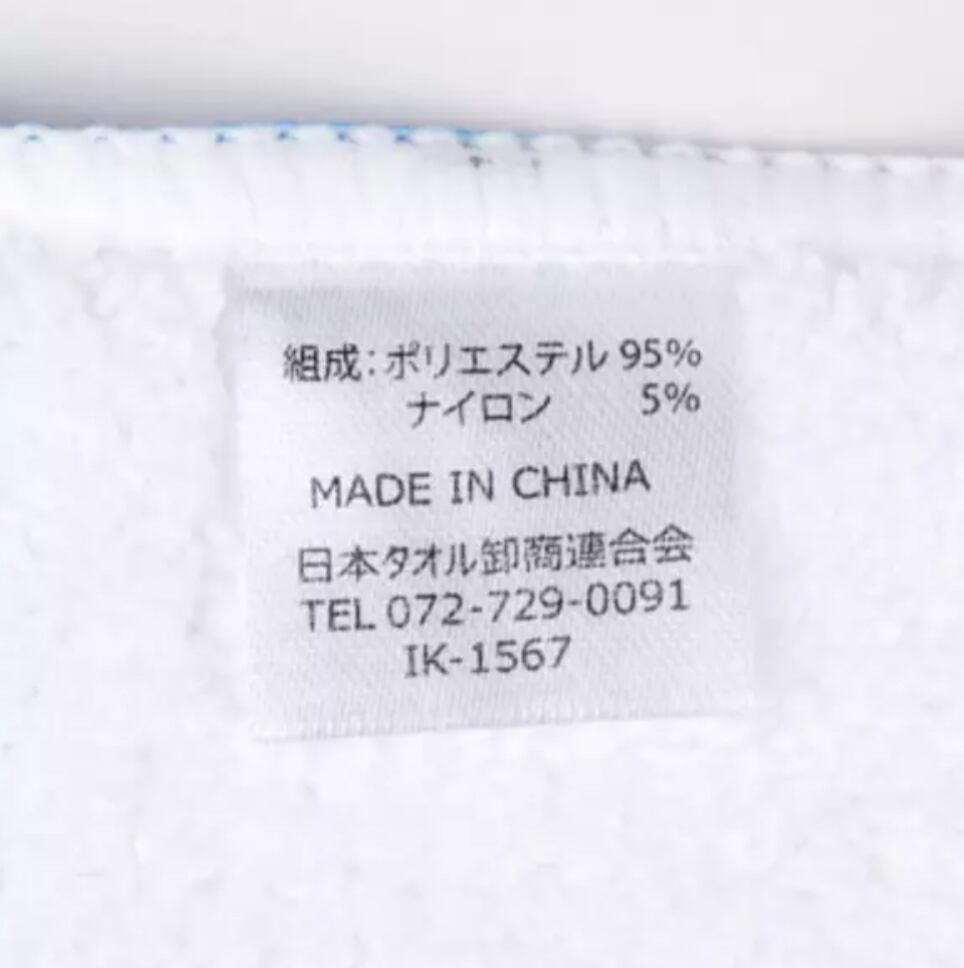 組成:ポリエステル 95%
ナイロン 5%
MADE IN CHINA
日本タオル卸商連合会
TEL 072-729-0091
IK-1567